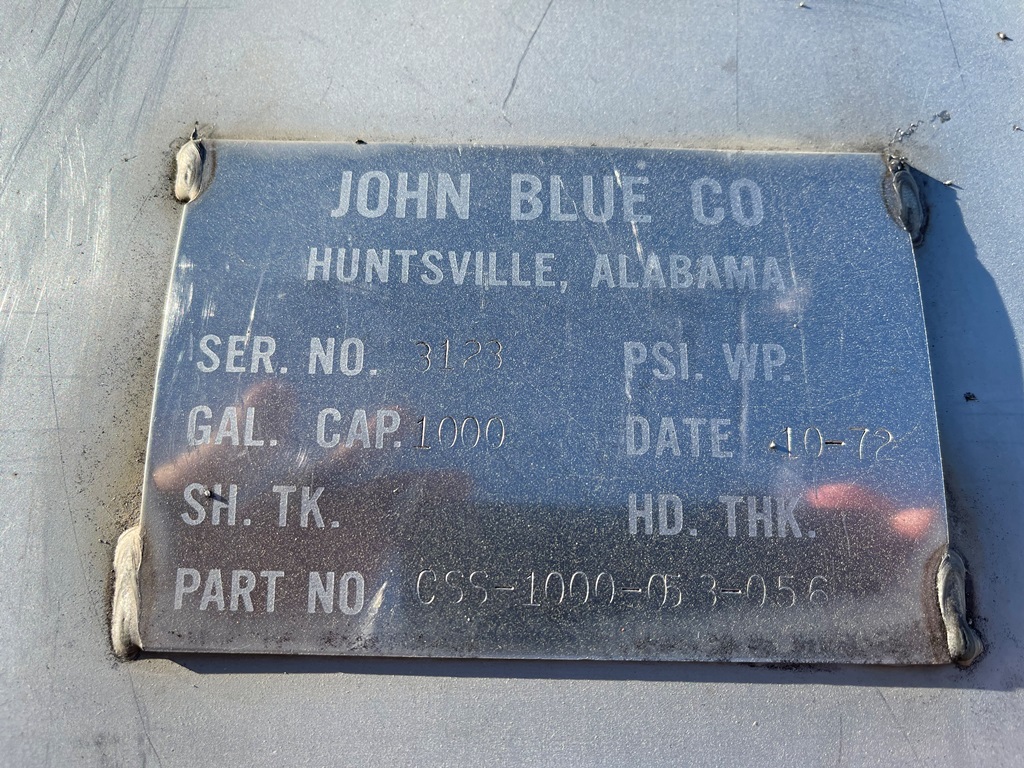 JOHN BLUE CO
HUNTSVILLE, ALABAMA
SER. NO. 3123 PSI. WP.
GAL. CAP. 1000 DATE 10-72
SH. TK. HD. THK.
PART NO. CSS-1000-053-056